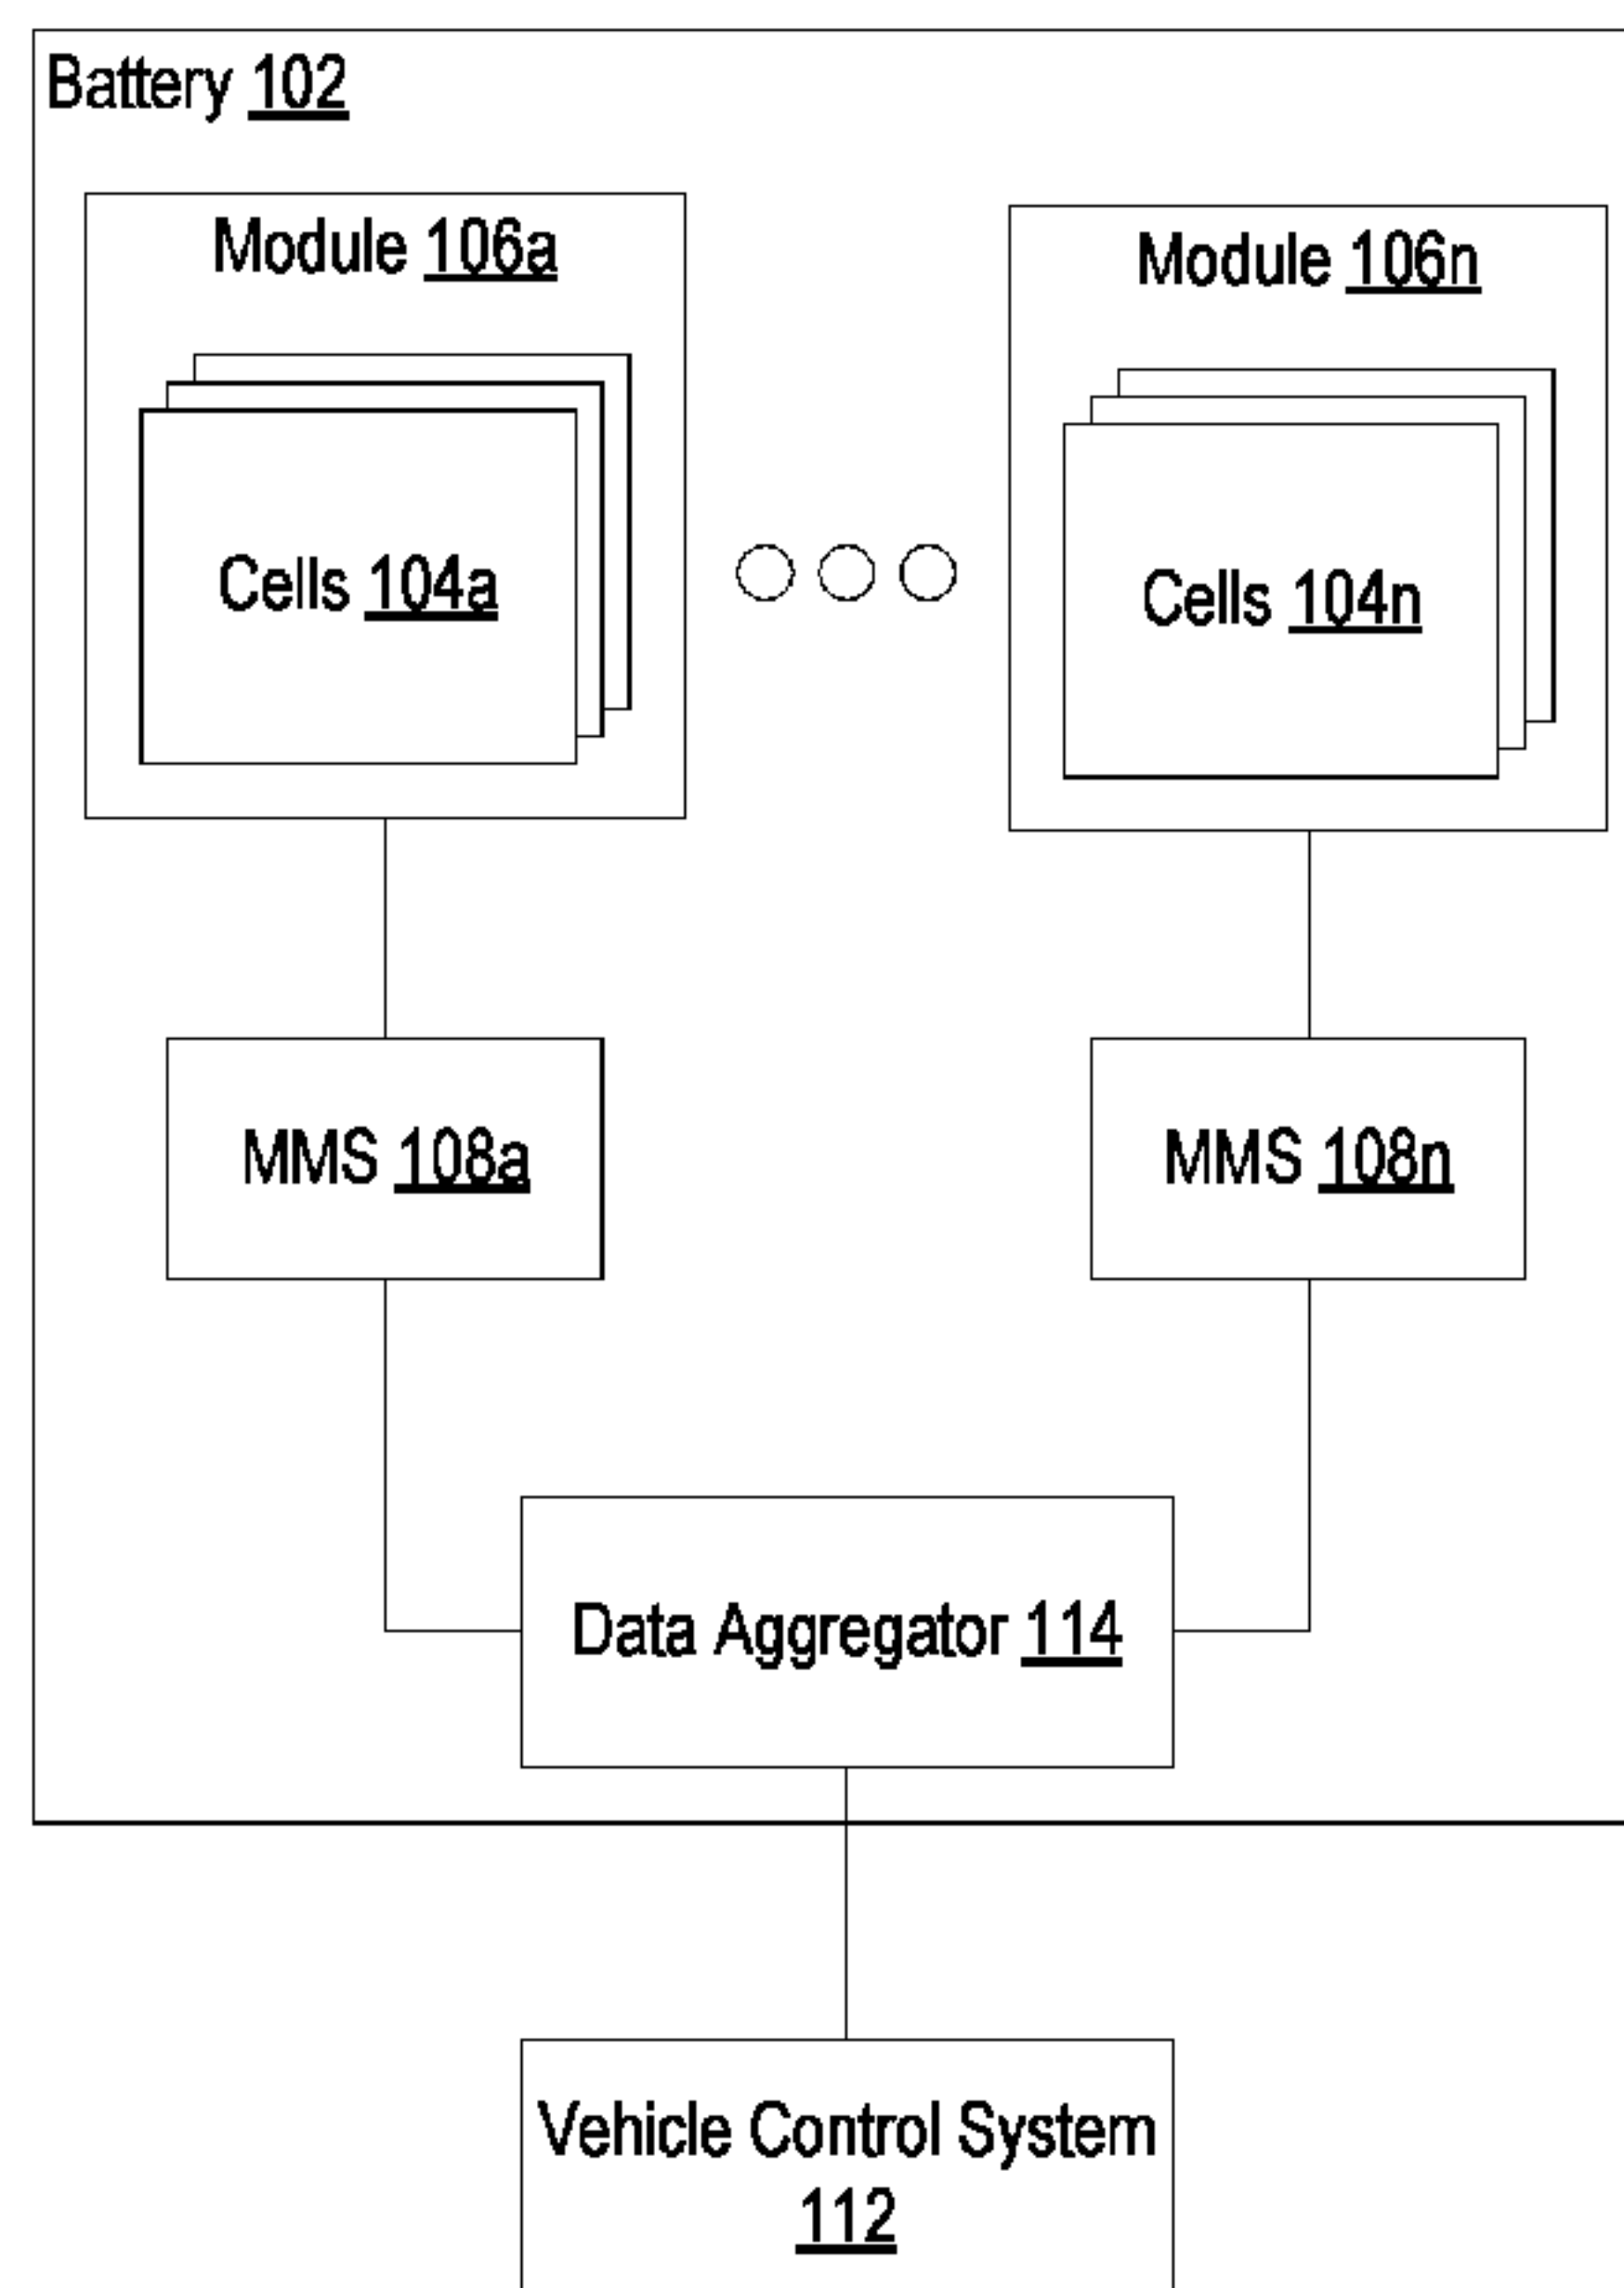 Battery 102
Module 106a
Module 106n
Cells 104a
Cells 104n
MMS 108a
MMS 108n
Data Aggregator 114
Vehicle Control System
112